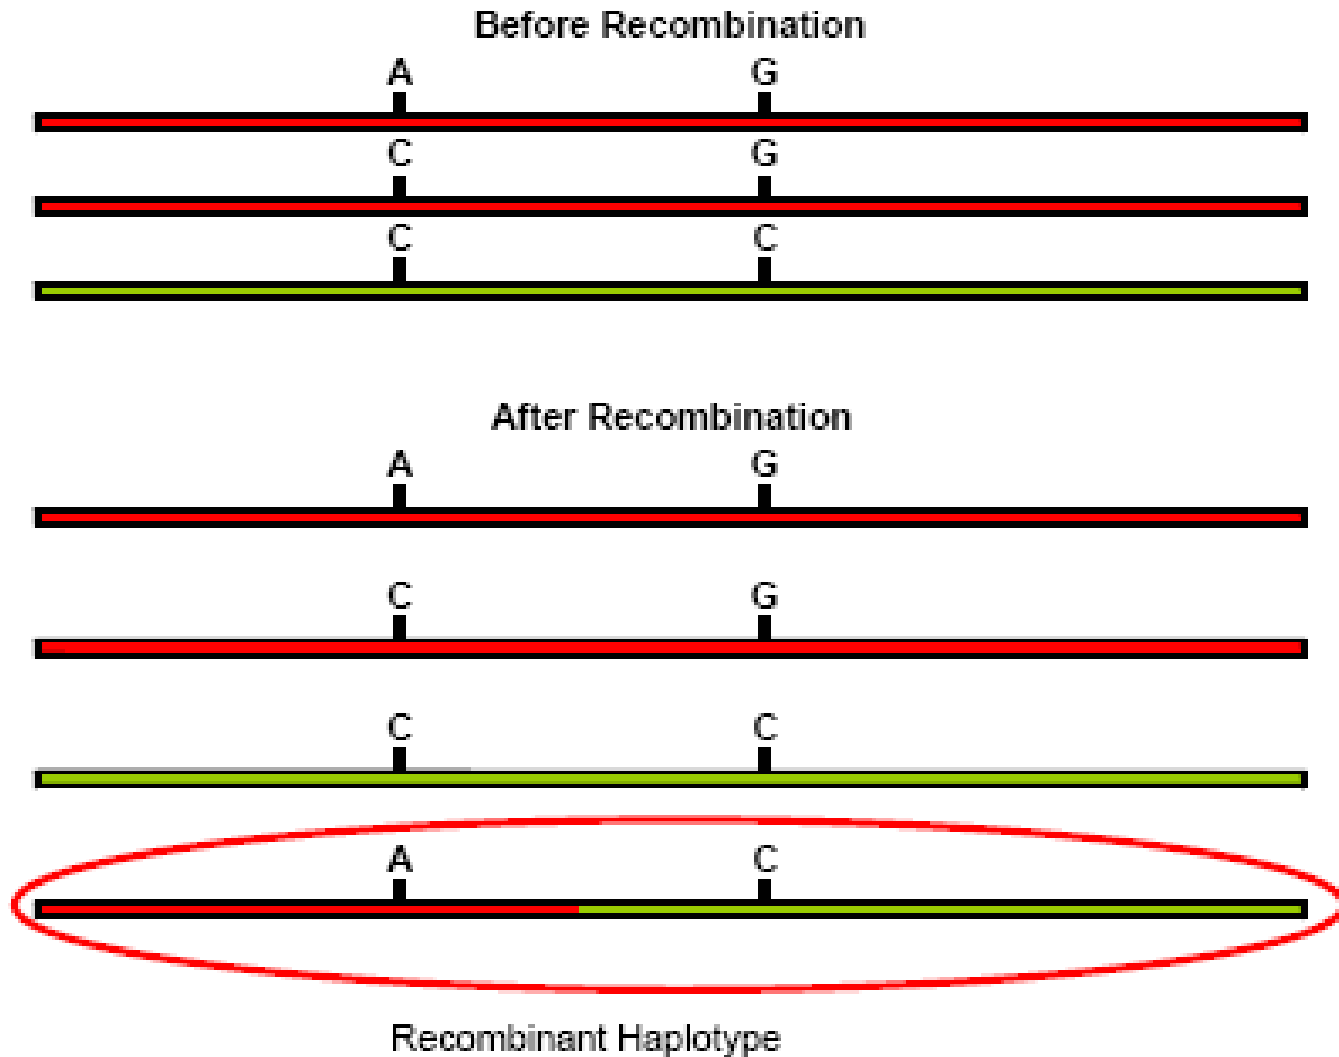 Before Recombination
A G
C G
C C
After Recombination
A G
C G
C C
A C
Recombinant Haplotype